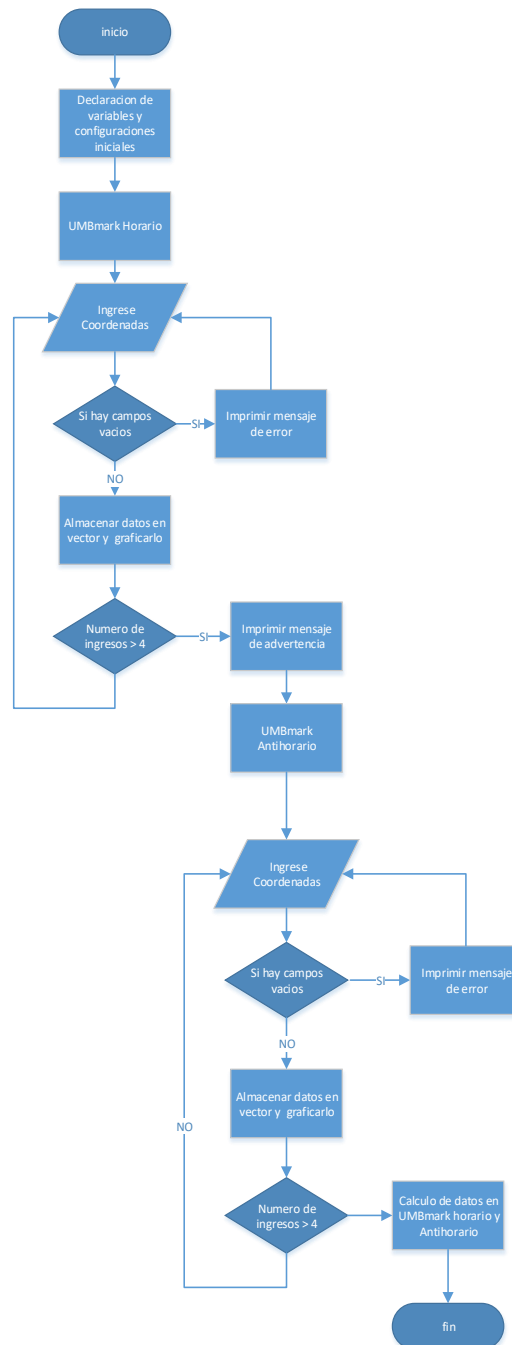 inicio
Declaracion de
variables y
configuraciones
iniciales
UMBmark Horario
Ingrese
Coordenadas
Si hay campos
vacios
SI
Imprimir mensaje
de error
NO
Almacenar datos en
vector y graficarlo
Numero de
ingresos > 4
SI
Imprimir mensaje
de advertencia
UMBmark
Antihorario
Ingrese
Coordenadas
Si hay campos
vacios
SI
Imprimir mensaje
de error
NO
Almacenar datos en
vector y graficarlo
NO
Numero de
ingresos > 4
Calculo de datos en
UMBmark horario y
Antihorario
fin